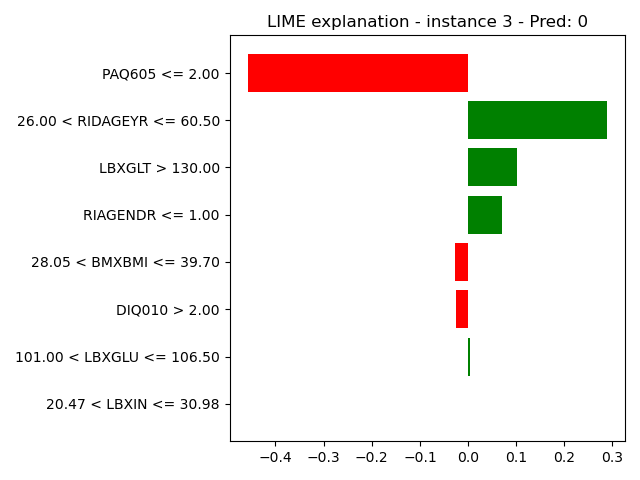 LIME explanation - instance 3 - Pred: 0
PAQ605 <= 2.00
26.00 < RIDAGEYR <= 60.50
LBXGLT > 130.00
RIAGENDR <= 1.00
28.05 < BMXBMI <= 39.70
DIQ010 > 2.00
101.00 < LBXGLU <= 106.50
20.47 < LBXIN <= 30.98
−0.4 −0.3 −0.2 −0.1 0.0 0.1 0.2 0.3